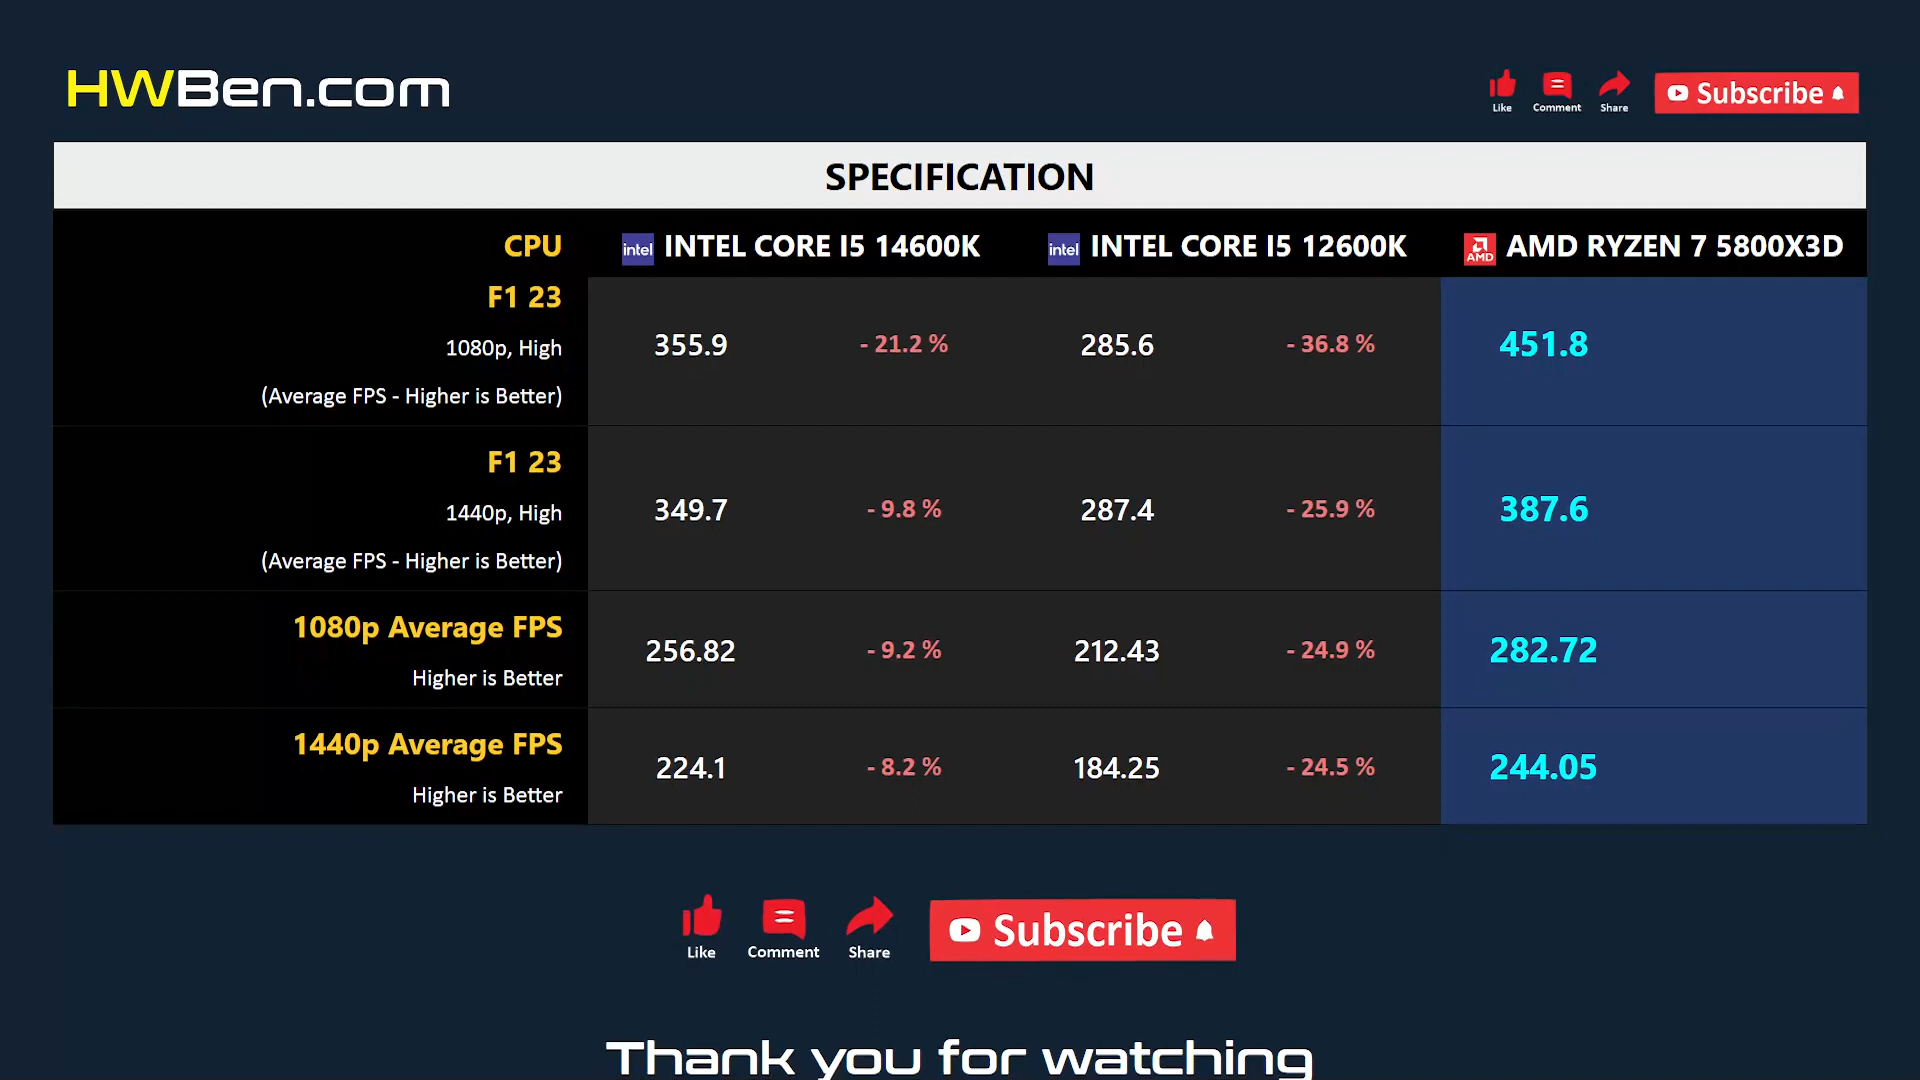 HWBen.com
Like Comment Share Subscribe
SPECIFICATION
CPU intel INTEL CORE I5 14600K intel INTEL CORE I5 12600K AMD AMD RYZEN 7 5800X3D
F1 23
1080p, High 355.9 - 21.2 % 285.6 - 36.8 % 451.8
(Average FPS - Higher is Better)
F1 23
1440p, High 349.7 - 9.8 % 287.4 - 25.9 % 387.6
(Average FPS - Higher is Better)
1080p Average FPS 256.82 - 9.2 % 212.43 - 24.9 % 282.72
Higher is Better
1440p Average FPS 224.1 - 8.2 % 184.25 - 24.5 % 244.05
Higher is Better
Like Comment Share Subscribe
Thank you for watching